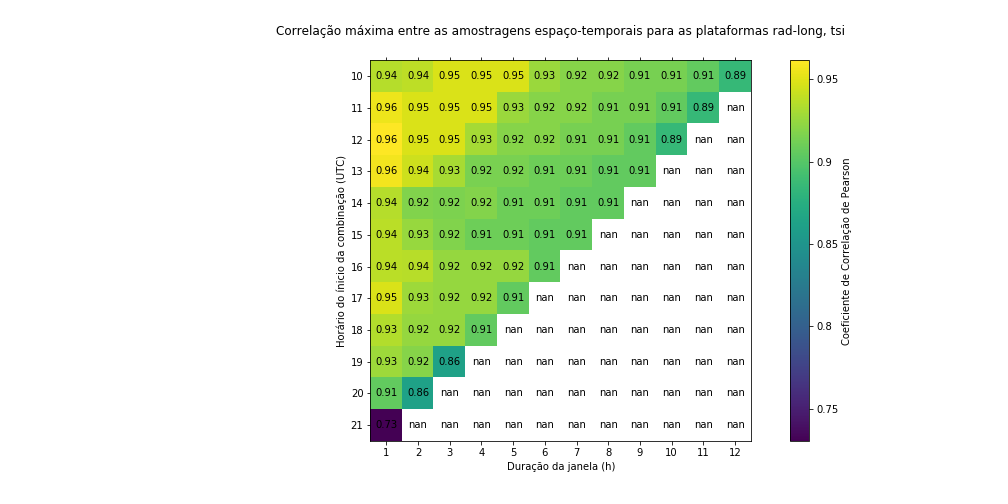 Correlação máxima entre as amostragens espaço-temporais para as plataformas rad-long, tsi
Horário do ínicio da combinação (UTC)
10 0.94 0.94 0.95 0.95 0.95 0.93 0.92 0.92 0.91 0.91 0.91 0.89
11 0.96 0.95 0.95 0.95 0.93 0.92 0.92 0.91 0.91 0.91 0.89 nan
12 0.96 0.95 0.95 0.93 0.92 0.92 0.91 0.91 0.91 0.89 nan nan
13 0.96 0.94 0.93 0.92 0.92 0.91 0.91 0.91 0.91 nan nan nan
14 0.94 0.92 0.92 0.92 0.91 0.91 0.91 0.91 nan nan nan nan
15 0.94 0.93 0.92 0.91 0.91 0.91 0.91 nan nan nan nan nan
16 0.94 0.94 0.92 0.92 0.92 0.91 nan nan nan nan nan nan
17 0.95 0.93 0.92 0.92 0.91 nan nan nan nan nan nan nan
18 0.93 0.92 0.92 0.91 nan nan nan nan nan nan nan nan
19 0.93 0.92 0.86 nan nan nan nan nan nan nan nan nan
20 0.91 0.86 nan nan nan nan nan nan nan nan nan nan
21 0.73 nan nan nan nan nan nan nan nan nan nan nan
1 2 3 4 5 6 7 8 9 10 11 12
Duração da janela (h)
0.95
0.9
0.85
0.8
0.75
Coeficiente de Correlação de Pearson